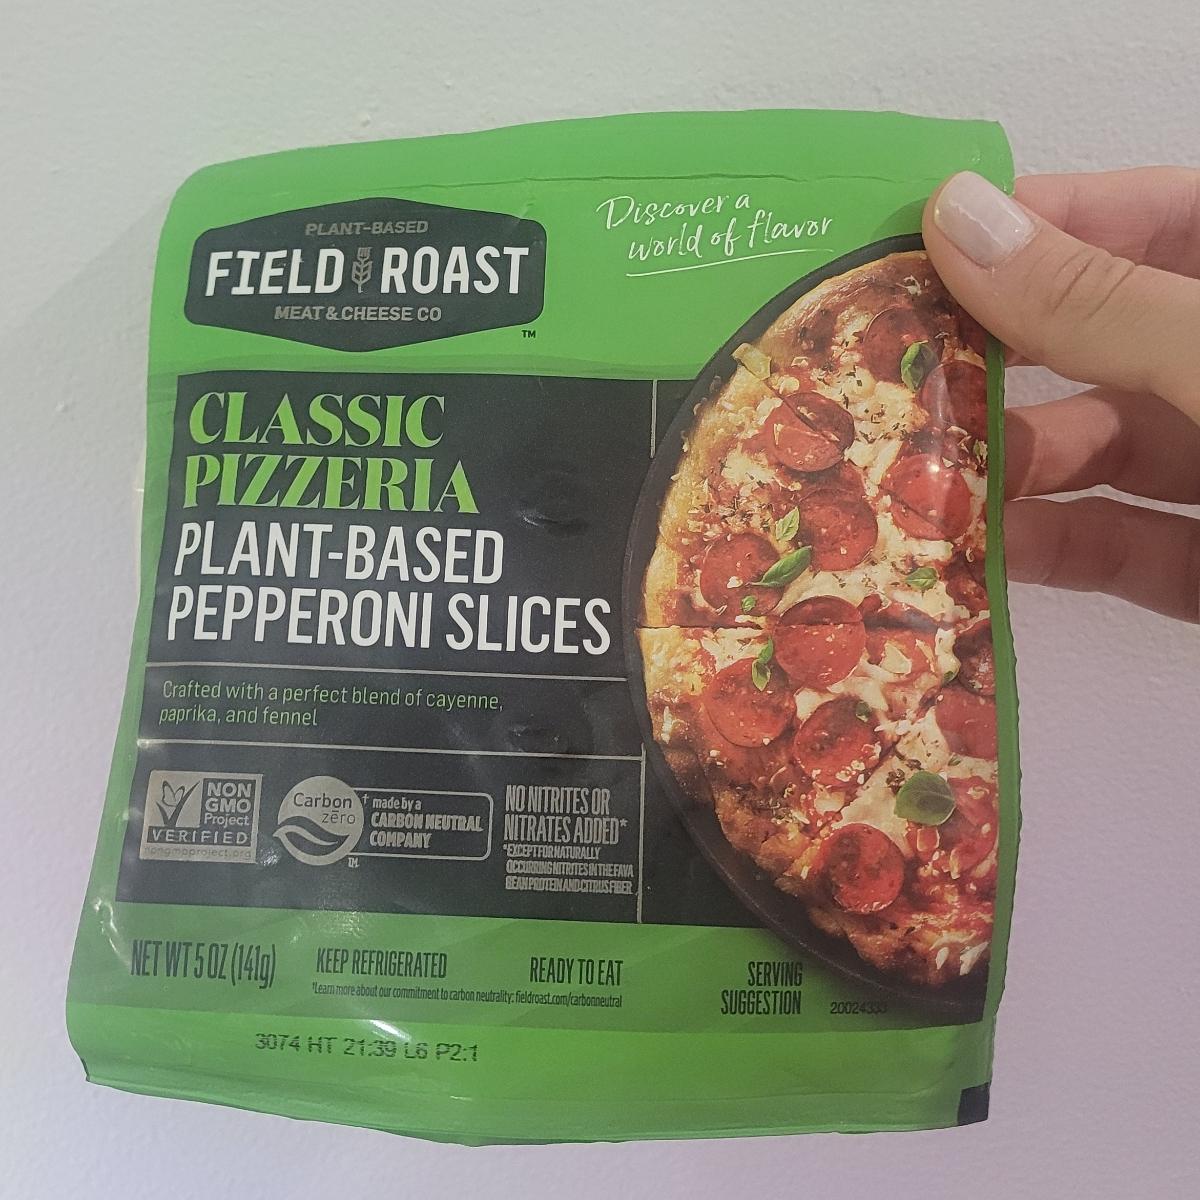 PLANT-BASED
FIELD ROAST
MEAT & CHEESE CO
TM
Discover a
world of flavor
CLASSIC
PIZZERIA
PLANT-BASED
PEPPERONI SLICES
Crafted with a perfect blend of cayenne,
paprika, and fennel
NON
GMO
Project
VERIFIED
nongmoproject.org
Carbon
zēro
TM
† made by a
CARBON NEUTRAL
COMPANY
NO NITRITES OR
NITRATES ADDED*
*EXCEPT FOR NATURALLY
OCCURRING NITRITES IN THE FAVA
BEAN PROTEIN AND CITRUS FIBER
NET WT 5 OZ (141g)
KEEP REFRIGERATED
READY TO EAT
†Learn more about our commitment to carbon neutrality: fieldroast.com/carbonneutral
SERVING
SUGGESTION
20024333
3074 HT 21:39 L6 P2:1